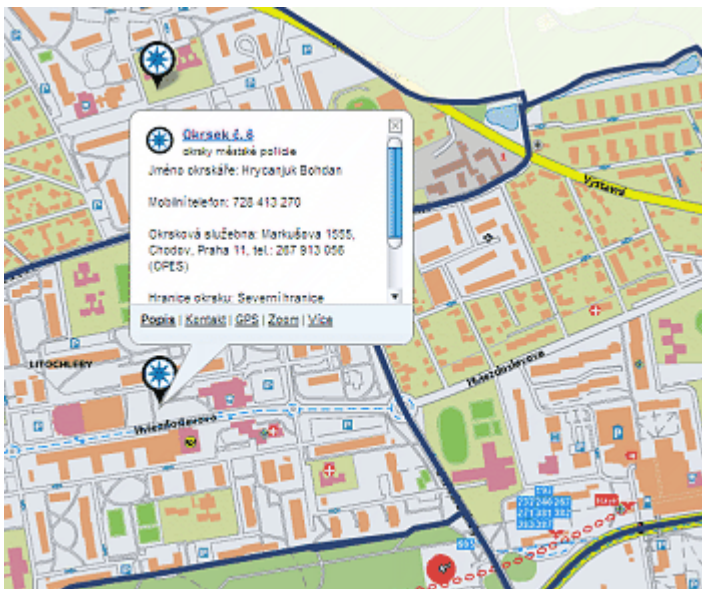 Okrsek č. 6
okrsky městské policie
Jméno okrskáře: Hrycanjuk Bohdan
Mobilní telefon: 728 413 270
Okrsková služebna: Markušova 1555,
Chodov, Praha 11, tel.: 267 913 056
(OPES)
Hranice okrsku: Severní hranice
Popis | Kontakt | GPS | Zoom | Více
Výstavní
LITOCHLEBY
Hviezdoslavova
Hviezdoslavova
P